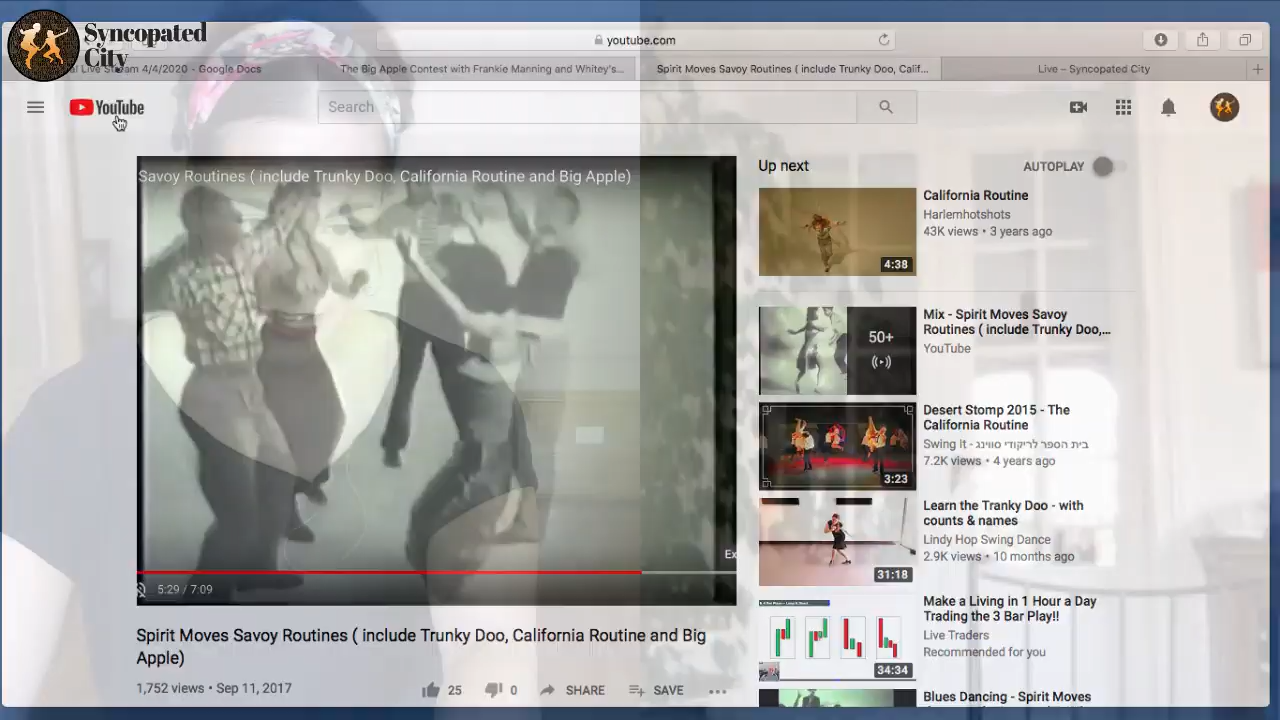 Syncopated
City
youtube.com
al Live Stream 4/4/2020 - Google Docs
The Big Apple Contest with Frankie Manning and Whitey's...
Spirit Moves Savoy Routines ( include Trunky Doo, Calif...
Live – Syncopated City
YouTube
Search
Savoy Routines ( include Trunky Doo, California Routine and Big Apple)
Ex
5:29 / 7:09
Spirit Moves Savoy Routines ( include Trunky Doo, California Routine and Big
Apple)
1,752 views • Sep 11, 2017
25
0
SHARE
SAVE
Up next
AUTOPLAY
California Routine
Harlemhotshots
43K views • 3 years ago
4:38
Mix - Spirit Moves Savoy
Routines ( include Trunky Doo,...
YouTube
50+
Desert Stomp 2015 - The
California Routine
Swing It - בית הספר לריקודי סווינג
7.2K views • 4 years ago
3:23
Learn the Tranky Doo - with
counts & names
Lindy Hop Swing Dance
2.9K views • 10 months ago
31:18
Make a Living in 1 Hour a Day
Trading the 3 Bar Play!!
Live Traders
Recommended for you
34:34
Blues Dancing - Spirit Moves